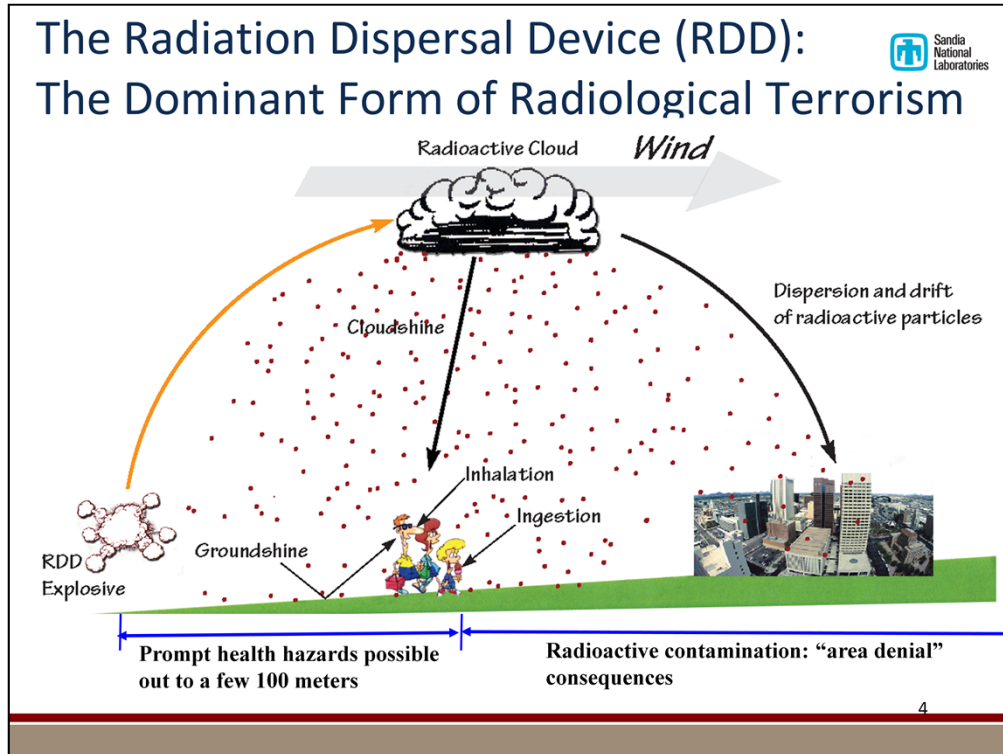 The Radiation Dispersal Device (RDD):
The Dominant Form of Radiological Terrorism
Sandia
National
Laboratories
Radioactive Cloud
Wind
Cloudshine
Dispersion and drift
of radioactive particles
Inhalation
Ingestion
Groundshine
RDD
Explosive
Prompt health hazards possible
out to a few 100 meters
Radioactive contamination: “area denial”
consequences
4